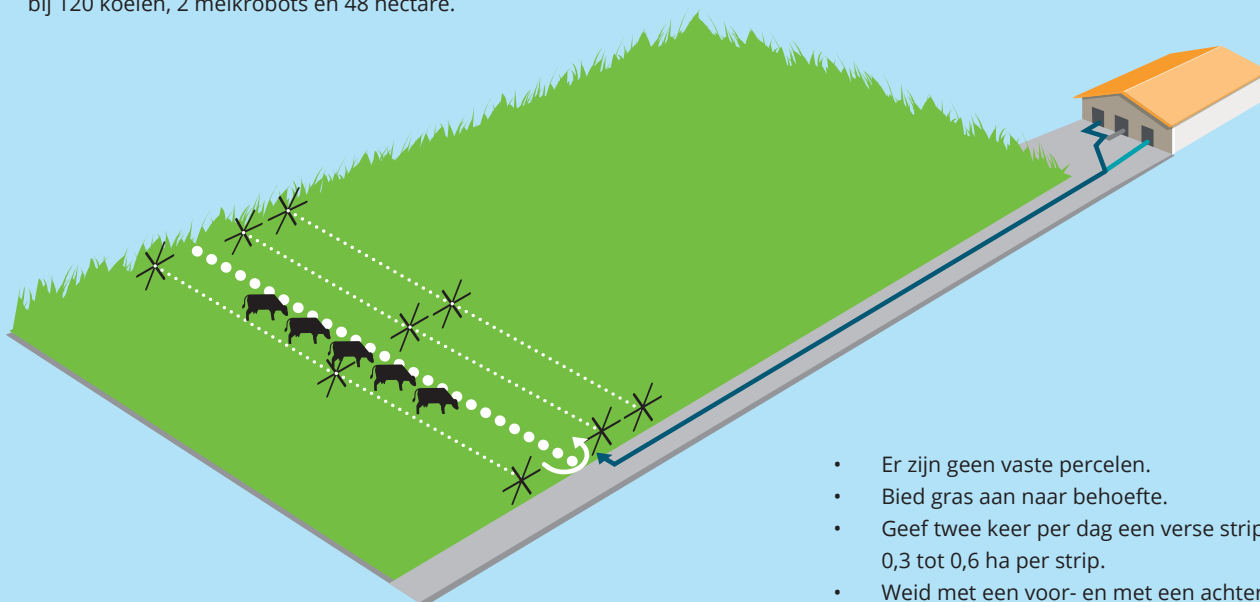 bij 120 koeien, 2 melkrobots en 48 hectare.
• Er zijn geen vaste percelen.
• Bied gras aan naar behoefte.
• Geef twee keer per dag een verse strip
0,3 tot 0,6 ha per strip.
• Weid met een voor- en met een achter